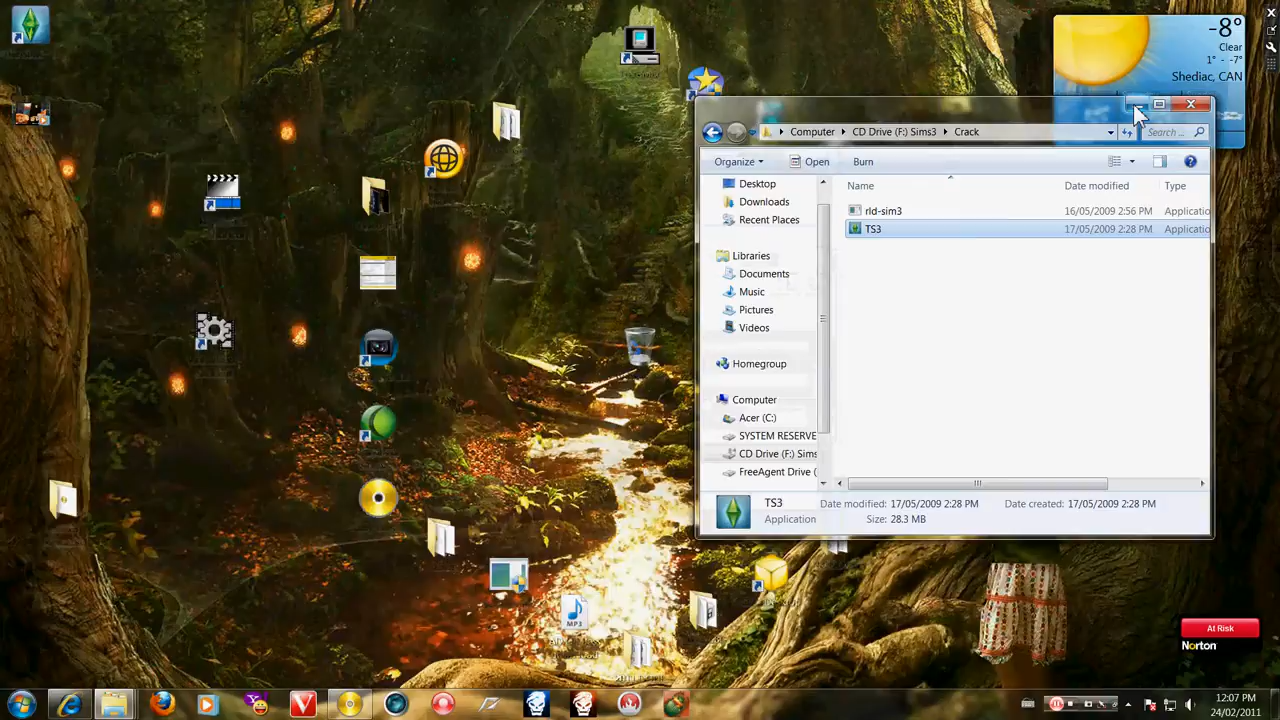 -8°
Clear
1° - -7°
Shediac, CAN
Computer CD Drive (F:) Sims3 Crack
Search ...
Organize Open Burn
Desktop
Downloads
Recent Places
Libraries
Documents
Music
Pictures
Videos
Homegroup
Computer
Acer (C:)
SYSTEM RESERVE
CD Drive (F:) Sims
FreeAgent Drive (
Name Date modified Type
rld-sim3 16/05/2009 2:56 PM Applicatio
TS3 17/05/2009 2:28 PM Applicatio
TS3 Date modified: 17/05/2009 2:28 PM Date created: 17/05/2009 2:28 PM
Application Size: 28.3 MB
MP3
At Risk
Norton
12:07 PM
24/02/2011